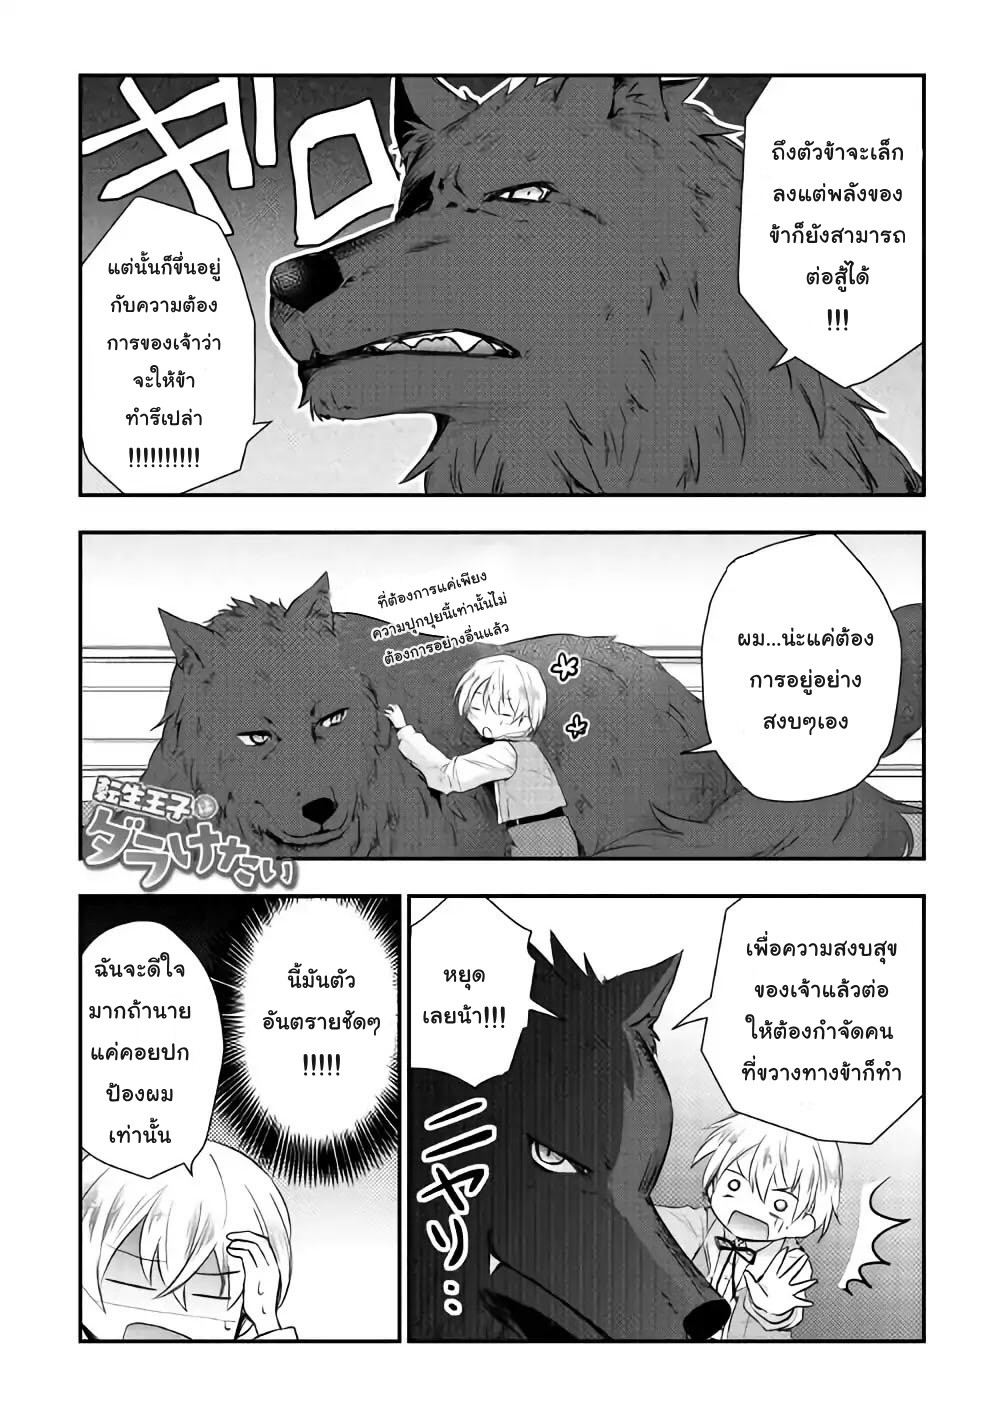 ถึงตัวข้าจะเล็ก
ลงแต่พลังของ
ข้าก็ยังสามารถ
ต่อสู้ได้
!!!
ギロ
แต่นั้นก็ขึ่นอยู่
กับความต้อง
การของเจ้าว่า
จะให้ข้า
ทำรึเปล่า
!!!!!!!!!!
ผม...น่ะแค่ต้อง
การอยู่อย่าง
สงบๆเอง
ที่ต้องการแค่เพียง
ความปุกปุยนี้เท่านั้นไม่
ต้องการอย่างอื่นแล้ว
転生王子は
ダラけたい
เพื่อความสงบสุข
ของเจ้าแล้วต่อ
ให้ต้องกำจัดคน
ที่ขวางทางข้าก็ทำ
หยุด
เลยน้า!!!
ニヤリ...
นี้มันตัว
อันตรายชัดๆ
!!!!!
ฉันจะดีใจ
มากถ้านาย
แค่คอยปก
ป้องผม
เท่านั้น